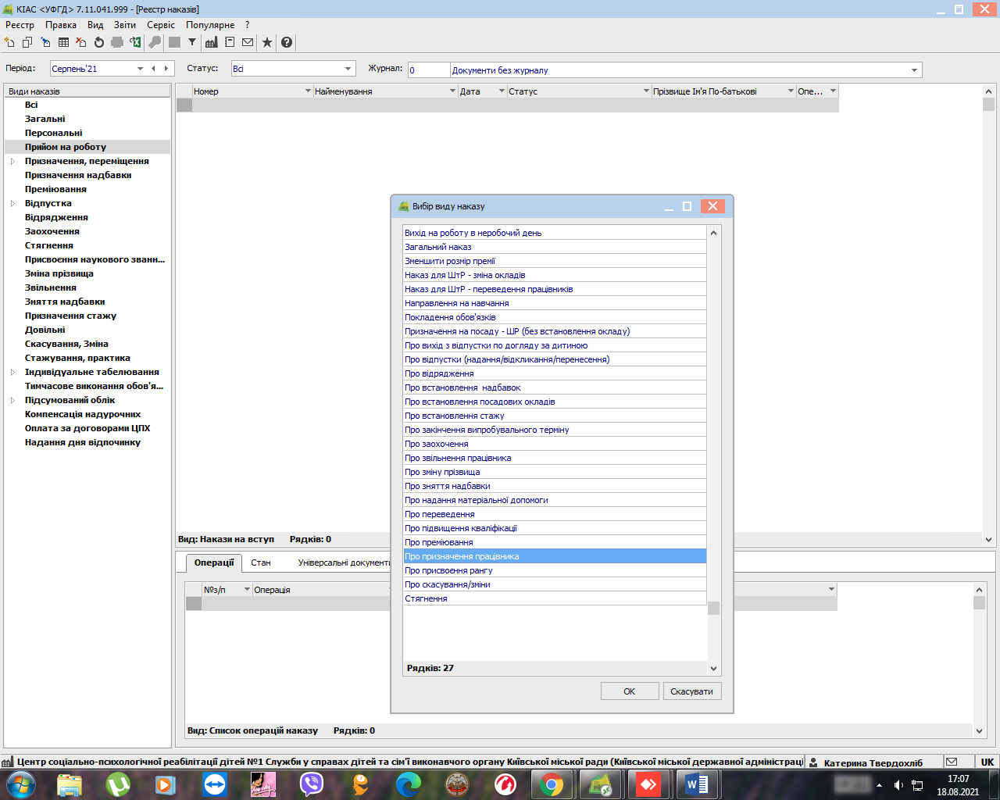 КІАС <УФГД> 7.11.041.999 - [Реєстр наказів]
Реєстр Правка Вид Звіти Сервіс Популярне ?
Період: Серпень'21 Статус: Всі Журнал: 0 Документи без журналу
Види наказів
Всі
Загальні
Персональні
Прийом на роботу
Призначення, переміщення
Призначення надбавки
Преміювання
Відпустка
Відрядження
Заохочення
Стягнення
Присвоєння наукового званн...
Зміна прізвища
Звільнення
Зняття надбавки
Призначення стажу
Довільні
Скасування, Зміна
Стажування, практика
Індивідуальне табелювання
Тимчасове виконання обов'я...
Підсумований облік
Компенсація надурочних
Оплата за договорами ЦПХ
Надання дня відпочинку
Номер Найменування Дата Статус Прізвище Ім'я По-батькові Опе...
Вибір виду наказу
Вихід на роботу в неробочий день
Загальний наказ
Зменшити розмір премії
Наказ для ШтР - зміна окладів
Наказ для ШтР - переведення працівників
Направлення на навчання
Покладення обов'язків
Призначення на посаду - ШР (без встановлення окладу)
Про вихід з відпустки по догляду за дитиною
Про відпустки (надання/відкликання/перенесення)
Про відрядження
Про встановлення  надбавок
Про встановлення посадових окладів
Про встановлення стажу
Про закінчення випробувального терміну
Про заохочення
Про звільнення працівника
Про зміну прізвища
Про зняття надбавки
Про надання матеріальної допомоги
Про переведення
Про підвищення кваліфікації
Про преміювання
Про призначення працівника
Про присвоєння рангу
Про скасування/зміни
Стягнення
Рядків: 27
ОК Скасувати
Вид: Накази на вступ Рядків: 0
Операції Стан Універсальні документи
№з/п Операція
Вид: Список операцій наказу Рядків: 0
Центр соціально-психологічної реабілітації дітей №1 Служби у справах дітей та сім'ї виконавчого органу Київської міської ради (Київської міської державної адміністрації Катерина Твердохліб UK
17:07
18.08.2021